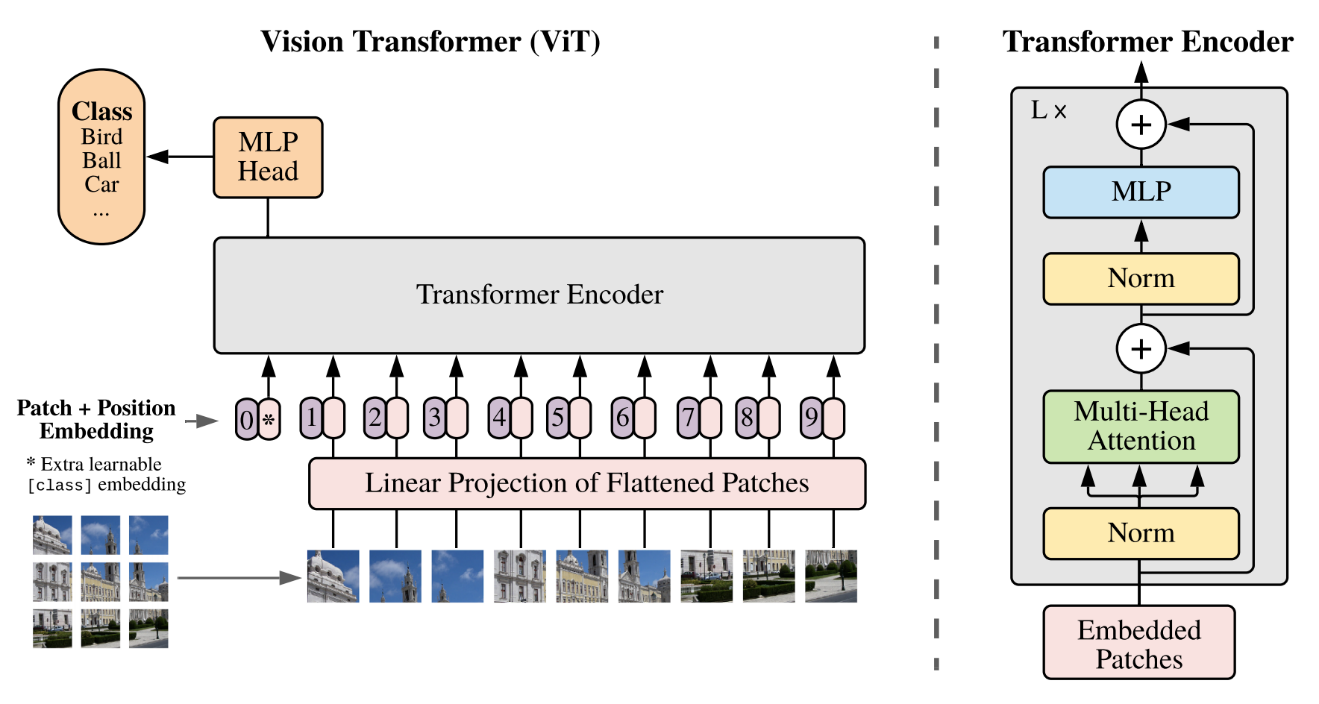 Vision Transformer (ViT)
Class
Bird
Ball
Car
...
MLP
Head
Transformer Encoder
Patch + Position
Embedding
0 * 1 2 3 4 5 6 7 8 9
* Extra learnable
[class] embedding
Linear Projection of Flattened Patches
Transformer Encoder
L ×
+
MLP
Norm
+
Multi-Head
Attention
Norm
Embedded
Patches